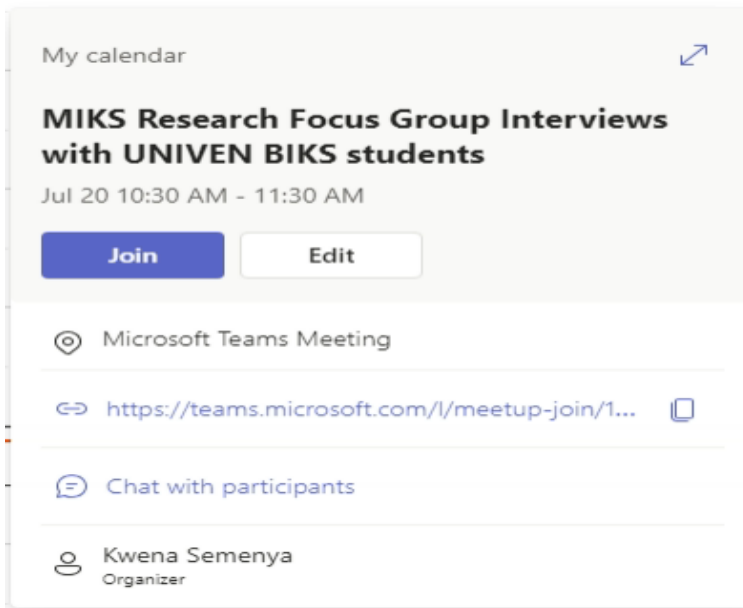 My calendar
MIKS Research Focus Group Interviews
with UNIVEN BIKS students
Jul 20 10:30 AM - 11:30 AM
Join Edit
Microsoft Teams Meeting
https://teams.microsoft.com/l/meetup-join/1...
Chat with participants
Kwena Semenya
Organizer